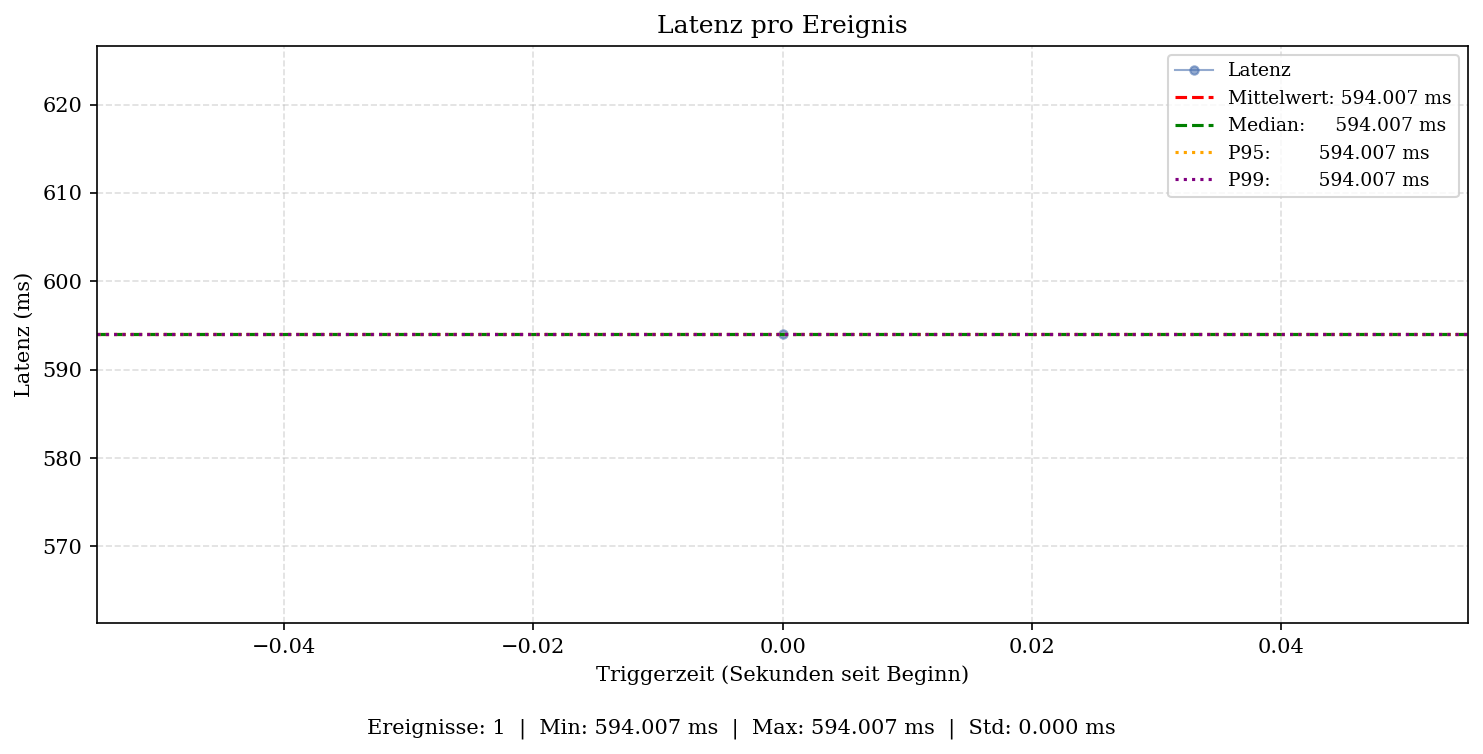 Latenz pro Ereignis
Latenz
Mittelwert: 594.007 ms
Median: 594.007 ms
P95: 594.007 ms
P99: 594.007 ms
Latenz (ms)
620
610
600
590
580
570
−0.04 −0.02 0.00 0.02 0.04
Triggerzeit (Sekunden seit Beginn)
Ereignisse: 1 | Min: 594.007 ms | Max: 594.007 ms | Std: 0.000 ms